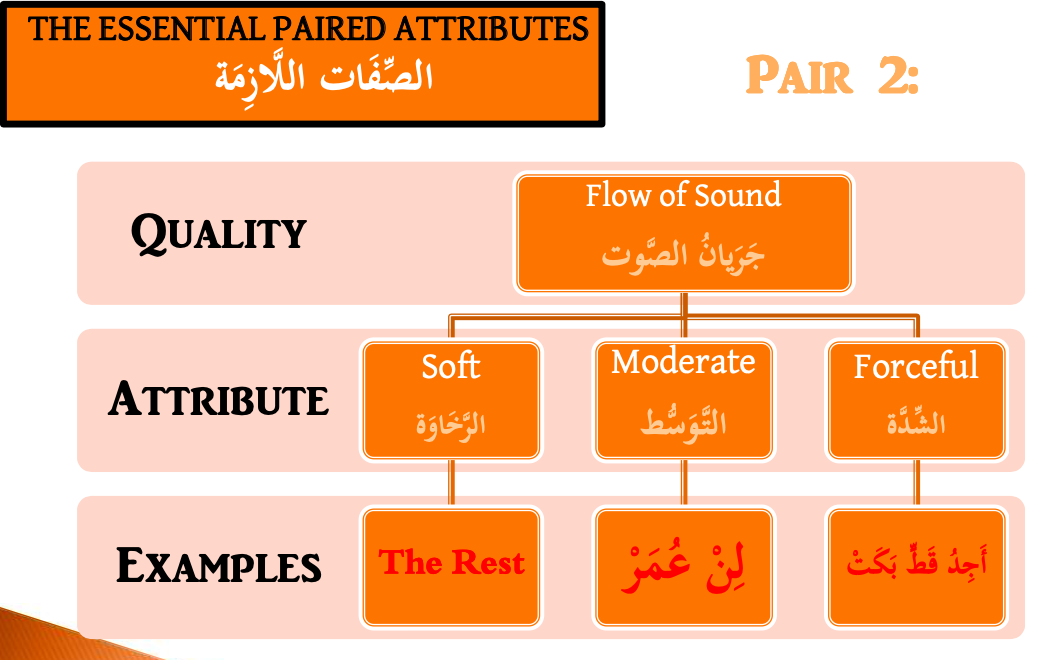 THE ESSENTIAL PAIRED ATTRIBUTES
الصِّفَات اللَّازِمَة
PAIR 2:
QUALITY
Flow of Sound
جَرَيانُ الصَّوت
ATTRIBUTE
Soft
الرَّخَاوَة
Moderate
التَّوَسُّط
Forceful
الشِّدَّة
EXAMPLES
The Rest
لِنْ عُمَرْ
أَجِدُ قَطٍّ بَكَتْ